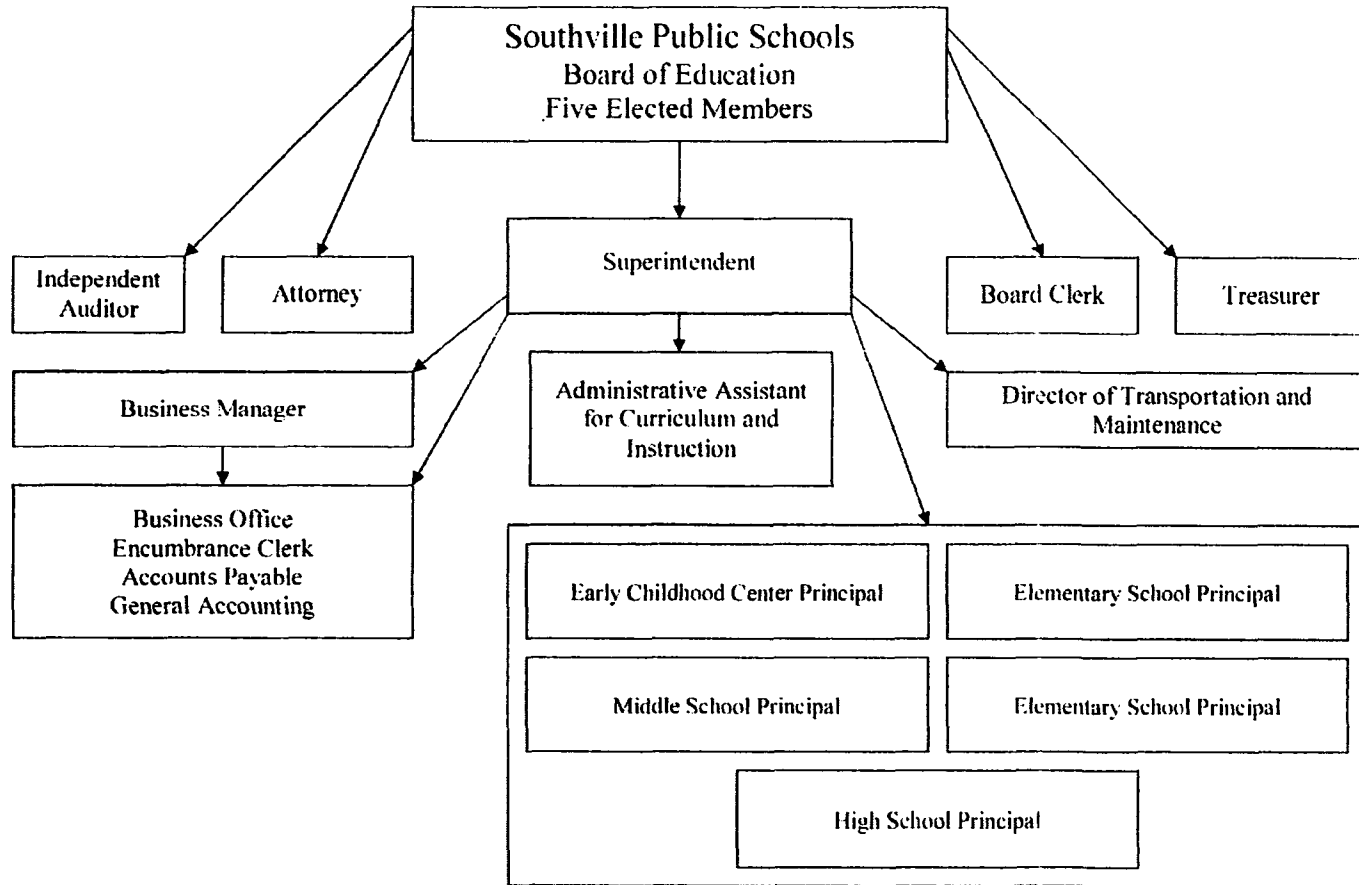 Southville Public Schools
Board of Education
Five Elected Members
Independent
Auditor
Attorney
Superintendent
Board Clerk
Treasurer
Business Manager
Administrative Assistant
for Curriculum and
Instruction
Director of Transportation and
Maintenance
Business Office
Encumbrance Clerk
Accounts Payable
General Accounting
Early Childhood Center Principal
Elementary School Principal
Middle School Principal
Elementary School Principal
High School Principal